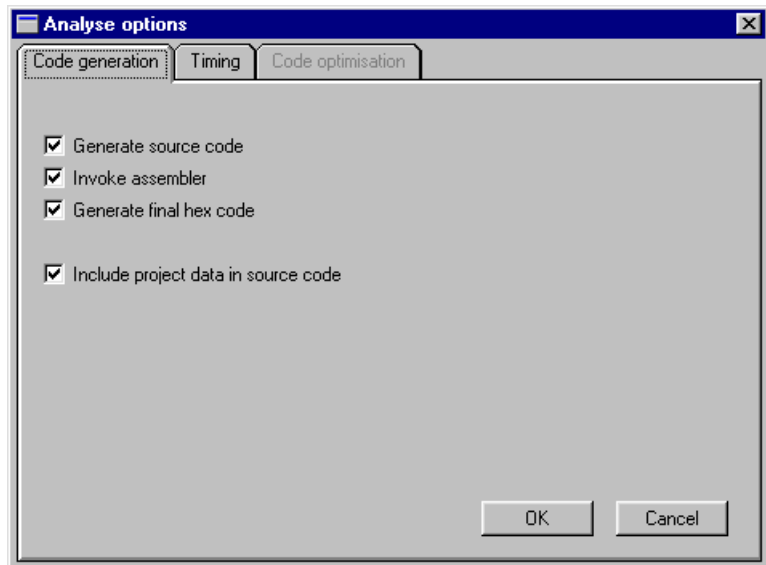 Analyse options
Code generation Timing Code optimisation
Generate source code
Invoke assembler
Generate final hex code
Include project data in source code
OK Cancel